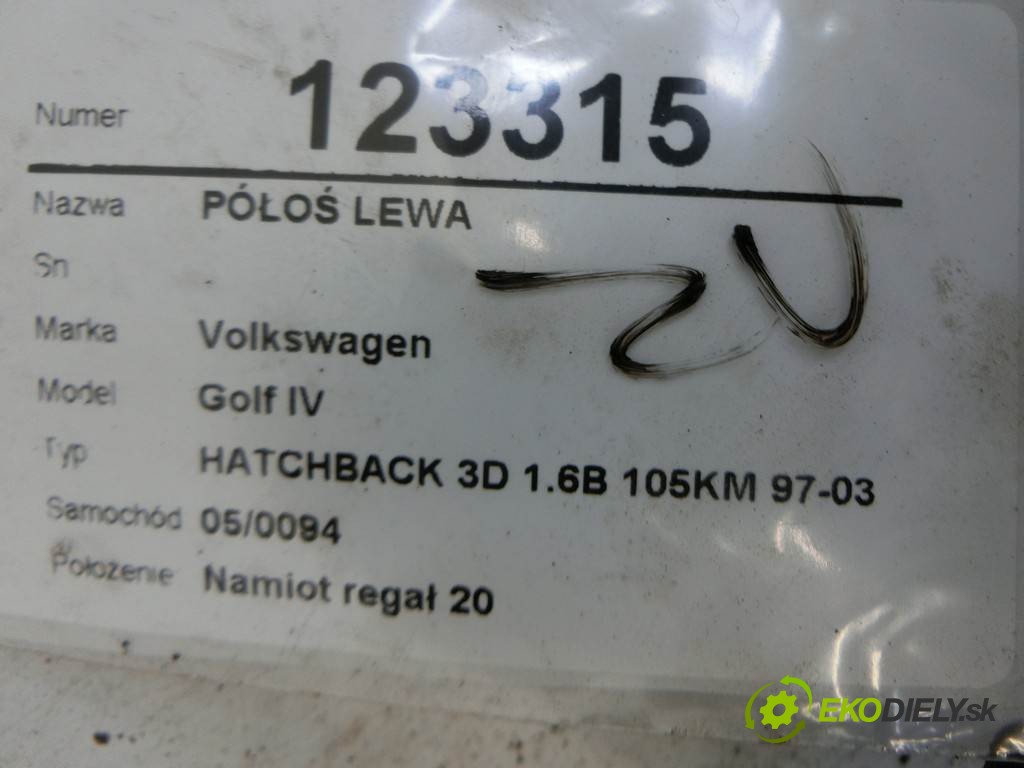 Numer 123315
Nazwa PÓŁOŚ LEWA
Sn
Marka Volkswagen
Model Golf IV
Typ HATCHBACK 3D 1.6B 105KM 97-03
Samochód 05/0094
Położenie Namiot regał 20
EKODIELY.sk